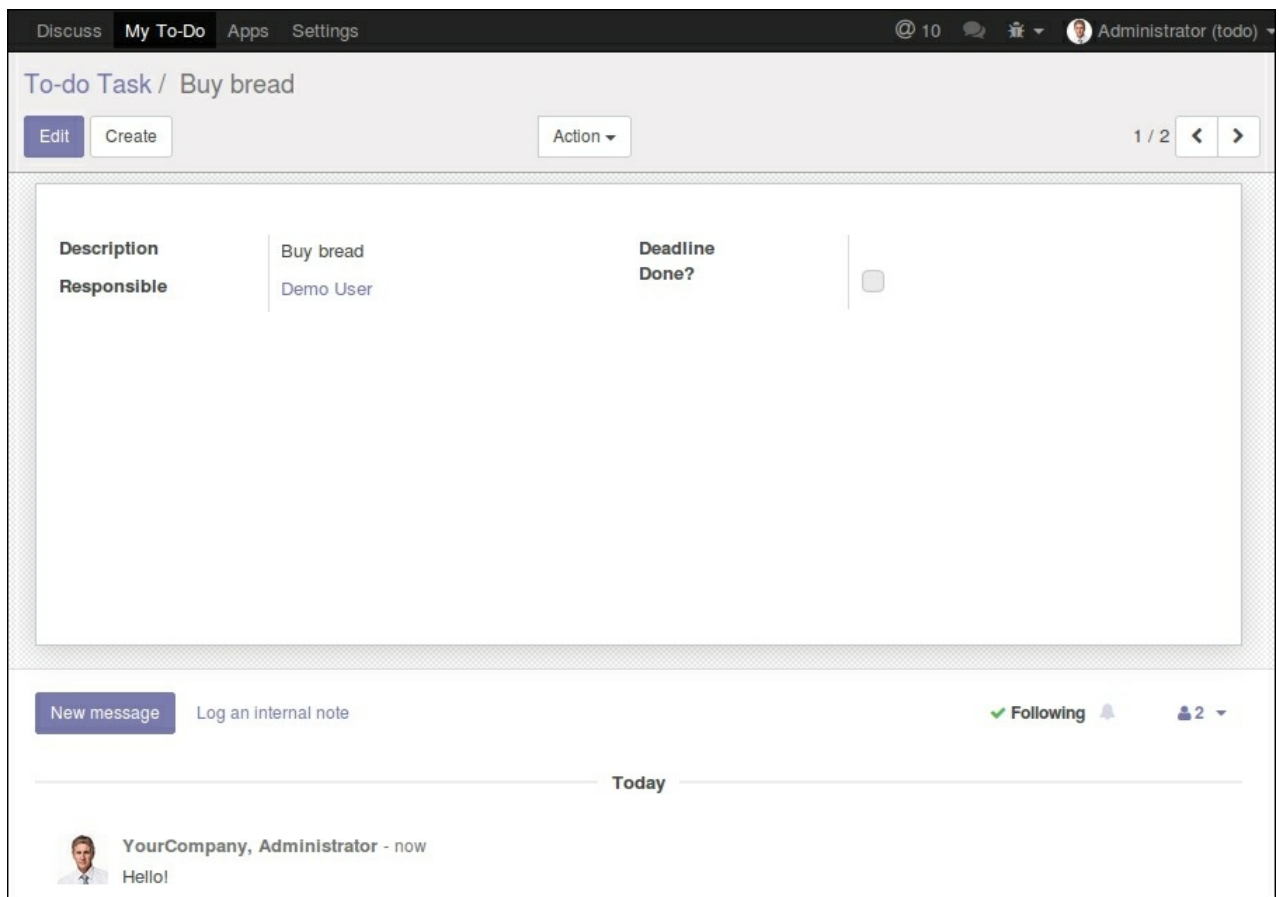 Discuss My To-Do Apps Settings @ 10 Administrator (todo)
To-do Task / Buy bread
Edit Create Action 1 / 2
Description Buy bread Deadline
Responsible Demo User Done?
New message Log an internal note Following 2
Today
YourCompany, Administrator - now
Hello!